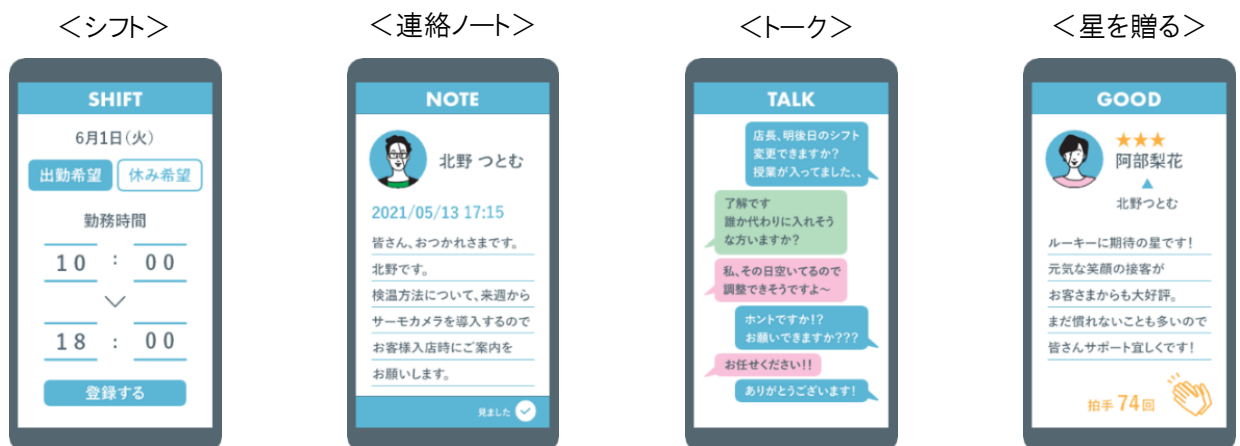 ＜シフト＞
SHIFT
6月1日（火）
出勤希望
休み希望
勤務時間
10 : 00
18 : 00
登録する
＜連絡ノート＞
NOTE
北野 つとむ
2021/05/13 17:15
皆さん、おつかれさまです。
北野です。
検温方法について、来週から
サーモカメラを導入するので
お客様入店時にご案内を
お願いします。
見ました
＜トーク＞
TALK
店長、明後日のシフト
変更できますか？
授業が入ってました、、
了解です
誰か代わりに入れそう
な方いますか？
私、その日空いてるので
調整できそうですよ〜
ホントですか！？
お願いできますか？？？
お任せください！！
ありがとうございます！
＜星を贈る＞
GOOD
★★★
阿部梨花
▲
北野つとむ
ルーキーに期待の星です！
元気な笑顔の接客が
お客さまからも大好評。
まだ慣れないことも多いので
皆さんサポート宜しくです！
拍手 74回